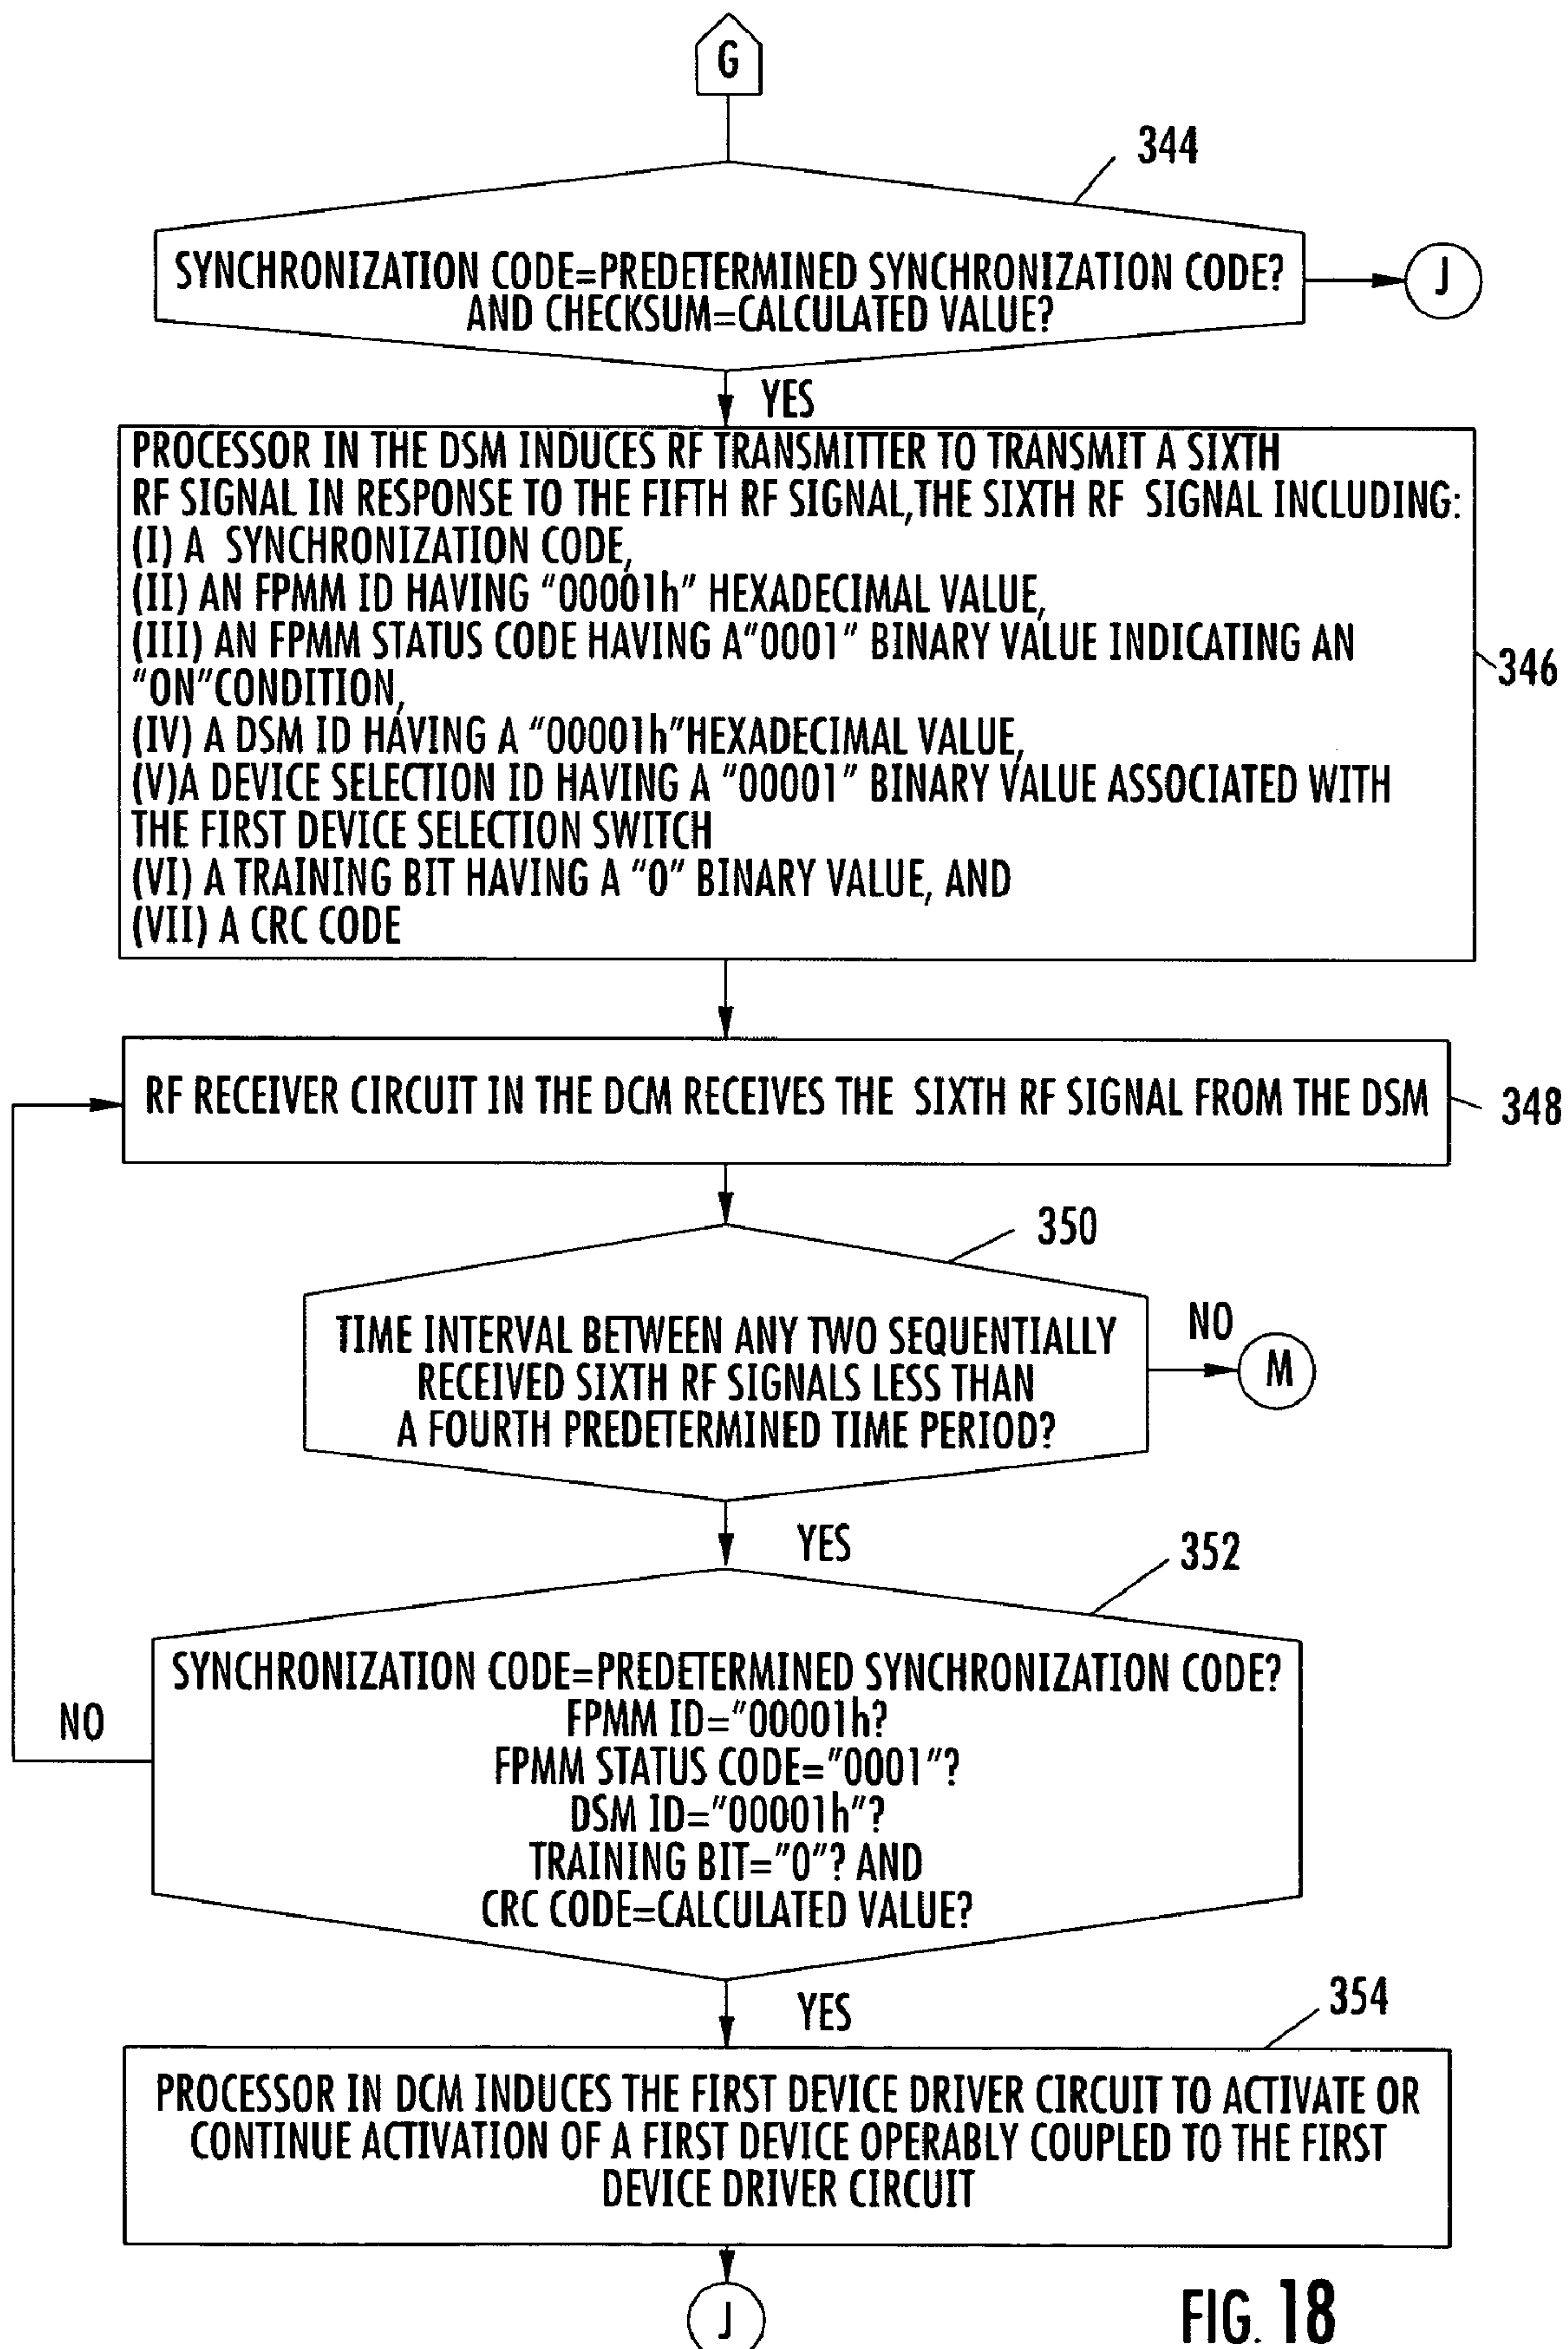 G
344
SYNCHRONIZATION CODE=PREDETERMINED SYNCHRONIZATION CODE?
AND CHECKSUM=CALCULATED VALUE?
J
YES
PROCESSOR IN THE DSM INDUCES RF TRANSMITTER TO TRANSMIT A SIXTH
RF SIGNAL IN RESPONSE TO THE FIFTH RF SIGNAL,THE SIXTH RF SIGNAL INCLUDING:
(I) A SYNCHRONIZATION CODE,
(II) AN FPMM ID HAVING "00001h" HEXADECIMAL VALUE,
(III) AN FPMM STATUS CODE HAVING A"0001" BINARY VALUE INDICATING AN
"ON"CONDITION,
(IV) A DSM ID HAVING A "00001h"HEXADECIMAL VALUE,
(V)A DEVICE SELECTION ID HAVING A "00001" BINARY VALUE ASSOCIATED WITH
THE FIRST DEVICE SELECTION SWITCH
(VI) A TRAINING BIT HAVING A "0" BINARY VALUE, AND
(VII) A CRC CODE
346
RF RECEIVER CIRCUIT IN THE DCM RECEIVES THE SIXTH RF SIGNAL FROM THE DSM
348
350
TIME INTERVAL BETWEEN ANY TWO SEQUENTIALLY
RECEIVED SIXTH RF SIGNALS LESS THAN
A FOURTH PREDETERMINED TIME PERIOD?
NO
M
YES
352
SYNCHRONIZATION CODE=PREDETERMINED SYNCHRONIZATION CODE?
FPMM ID="00001h?
FPMM STATUS CODE="0001"?
DSM ID="00001h"?
TRAINING BIT="0"? AND
CRC CODE=CALCULATED VALUE?
NO
YES
354
PROCESSOR IN DCM INDUCES THE FIRST DEVICE DRIVER CIRCUIT TO ACTIVATE OR
CONTINUE ACTIVATION OF A FIRST DEVICE OPERABLY COUPLED TO THE FIRST
DEVICE DRIVER CIRCUIT
J
FIG. 18